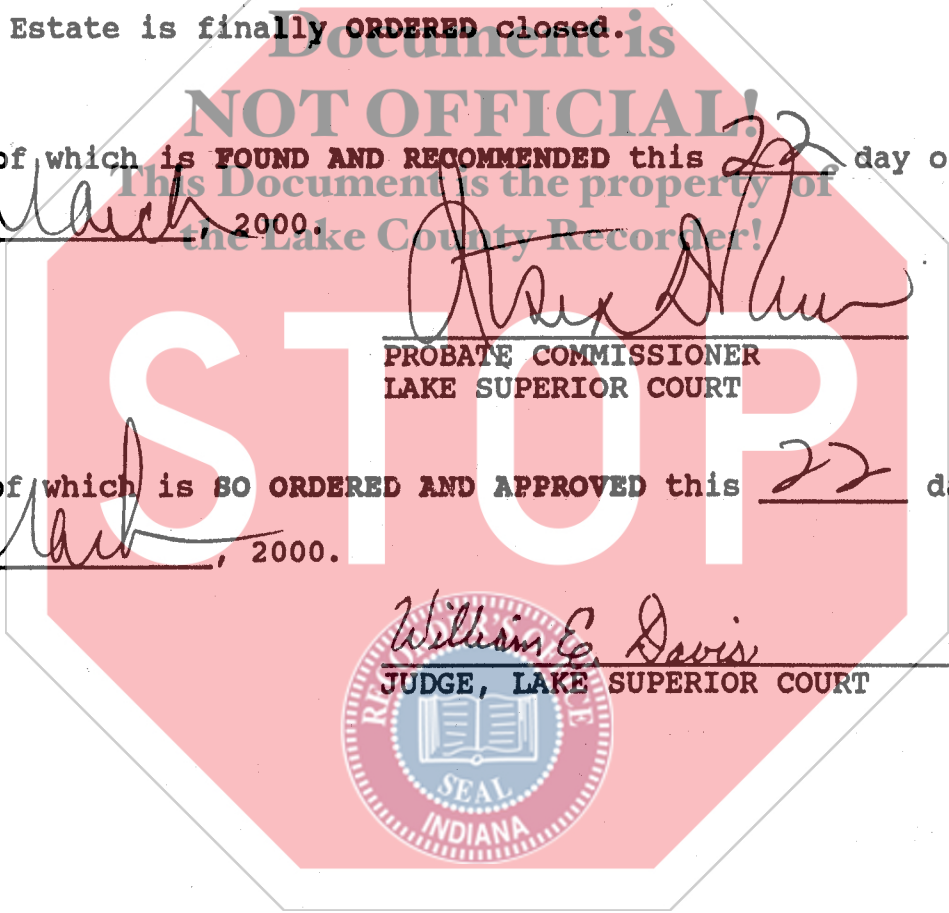 Estate is finally ORDERED closed.
Document is
NOT OFFICIAL!
of which is FOUND AND RECOMMENDED this 22 day o
This Document is the property of
March, 2000.
the Lake County Recorder!
STOP
PROBATE COMMISSIONER
LAKE SUPERIOR COURT
of which is SO ORDERED AND APPROVED this 22 da
March, 2000.
William E. Davis
JUDGE, LAKE SUPERIOR COURT
RECORDER'S OFFICE
SEAL
INDIANA